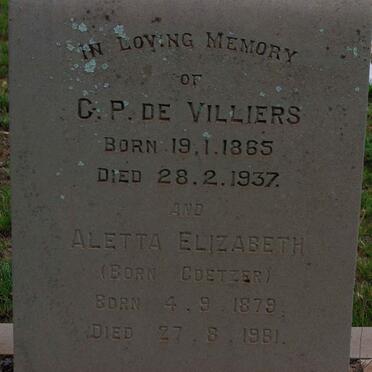 IN LOVING MEMORY
OF
C. P. DE VILLIERS
BORN 19.1.1865
DIED 28.2.1937.
AND
ALETTA ELIZABETH
(BORN COETZER)
BORN 4.9.1879
DIED 27.8.1961.